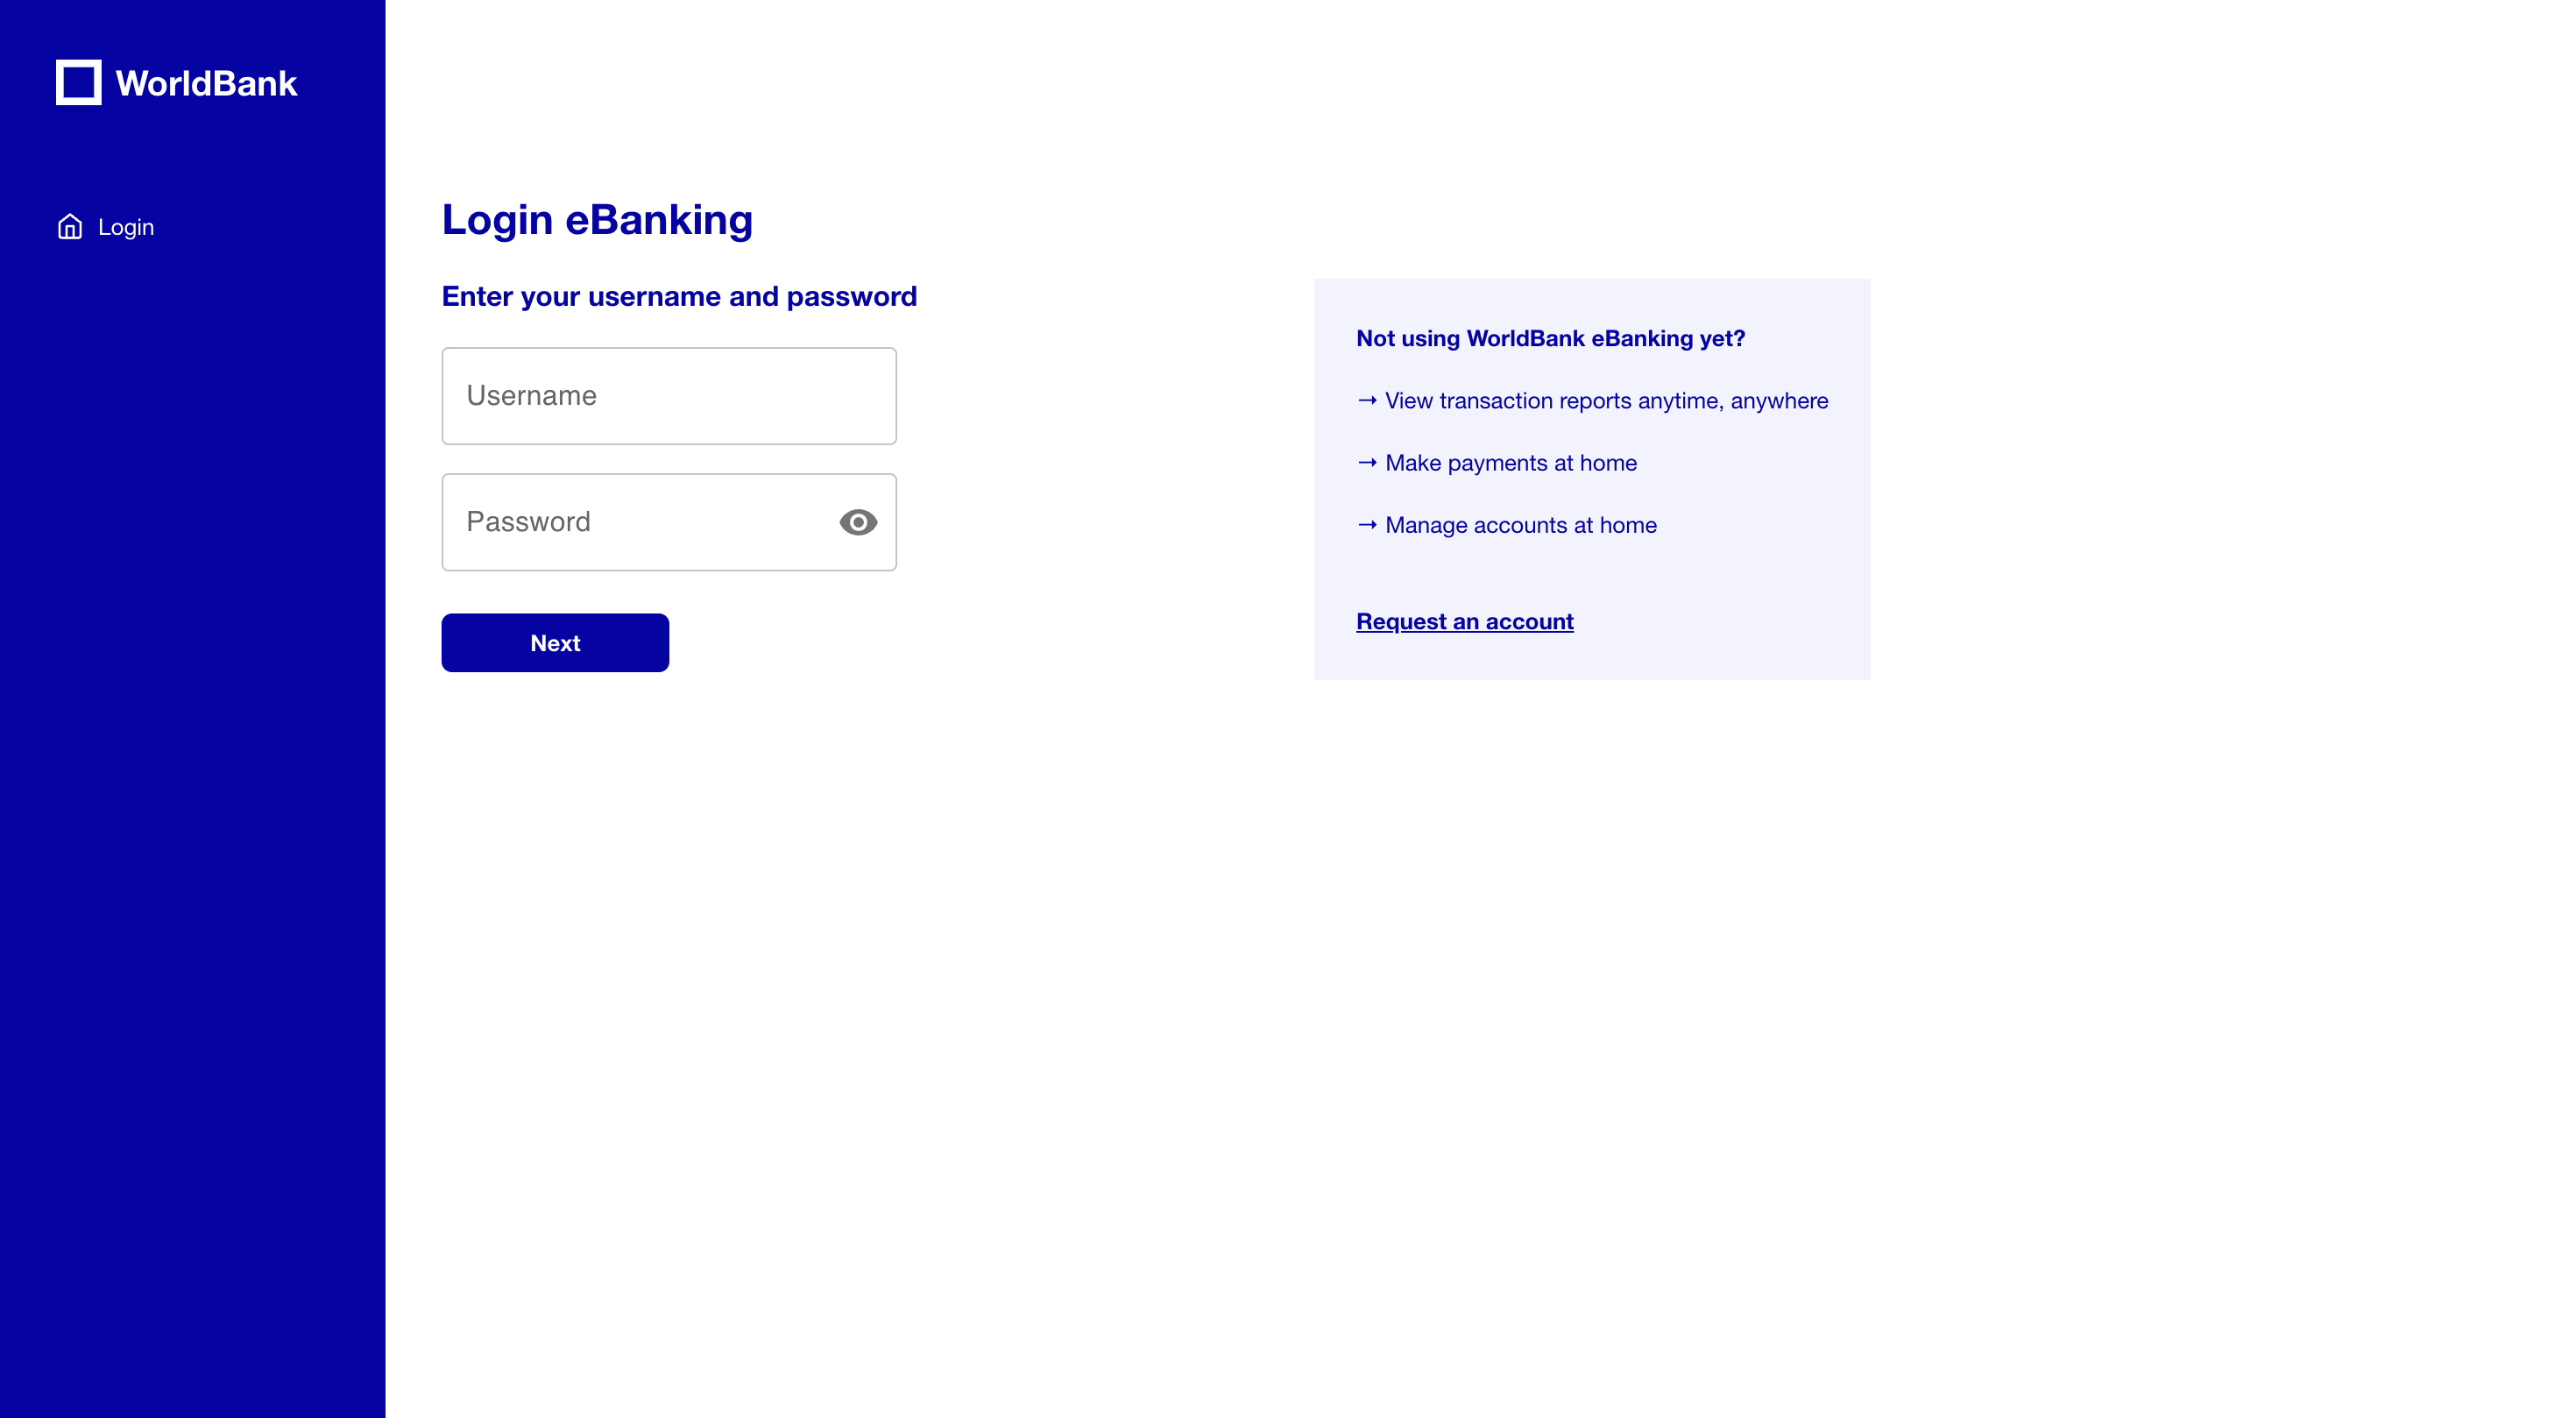 WorldBank
Login
Login eBanking
Enter your username and password
Username
Password
Next
Not using WorldBank eBanking yet?
→ View transaction reports anytime, anywhere
→ Make payments at home
→ Manage accounts at home
Request an account